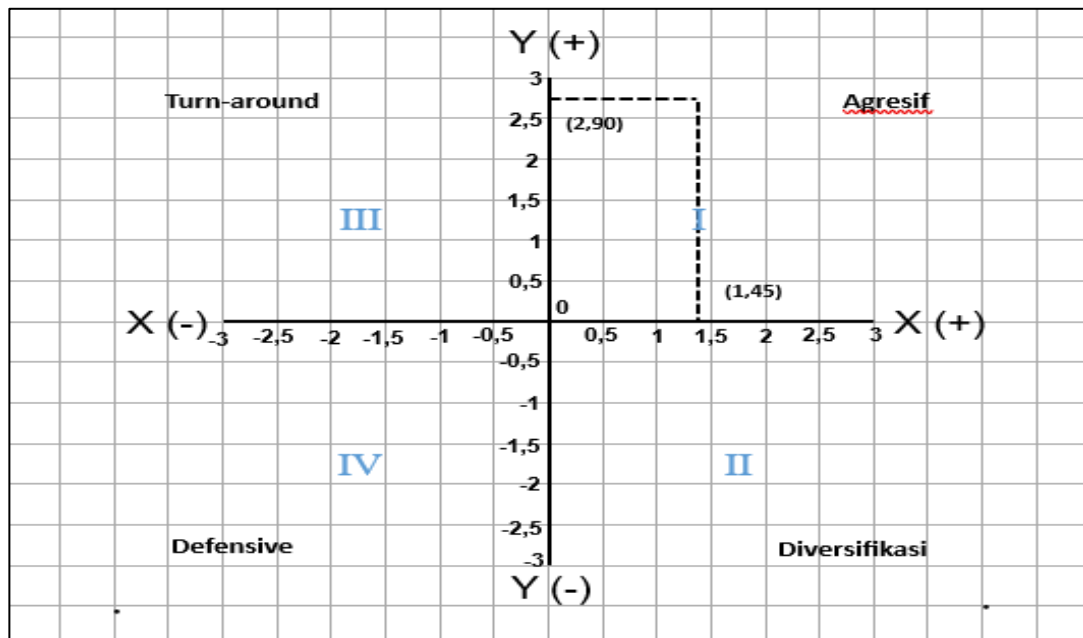 Y (+)
3
Turn-around
Agresif
2,5
(2,90)
2
1,5
III
I
1
0,5
(1,45)
0
X (-)
X (+)
-3
-2,5
-2
-1,5
-1
-0,5
0,5
1
1,5
2
2,5
3
-0,5
-1
-1,5
IV
II
-2
-2,5
Defensive
Diversifikasi
-3
Y (-)